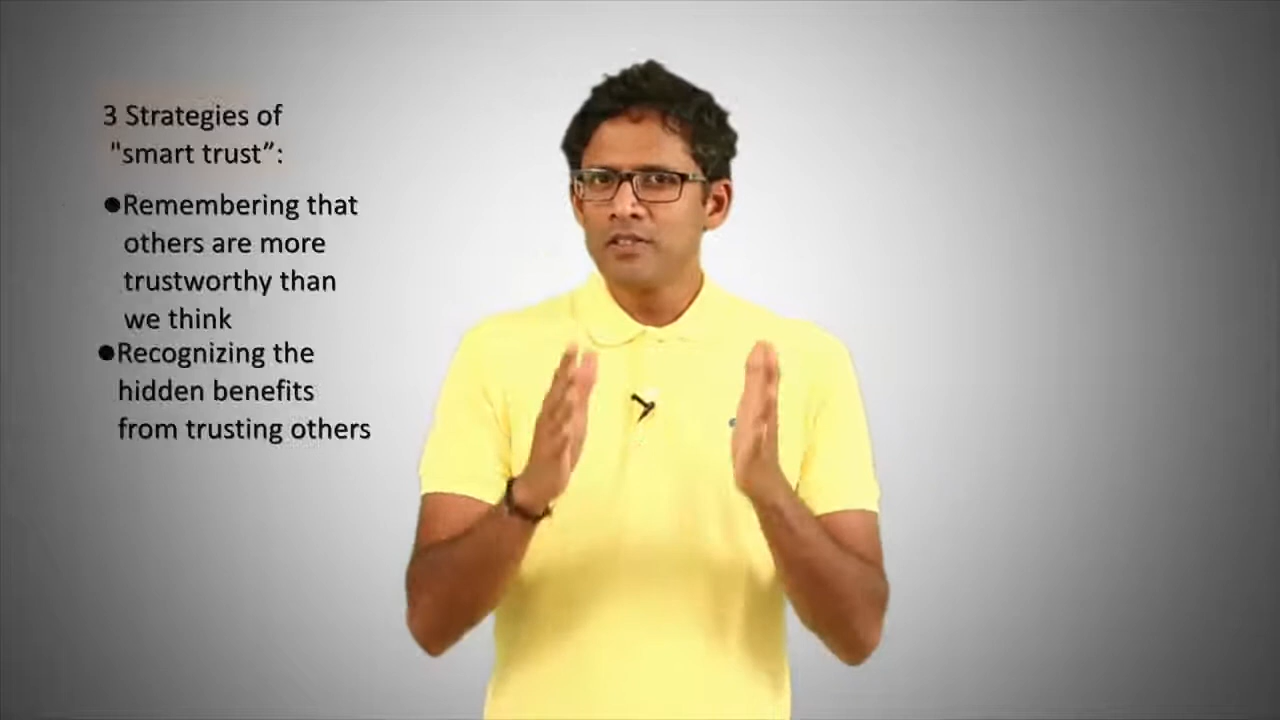 3 Strategies of
"smart trust”:
●Remembering that
others are more
trustworthy than
we think
●Recognizing the
hidden benefits
from trusting others